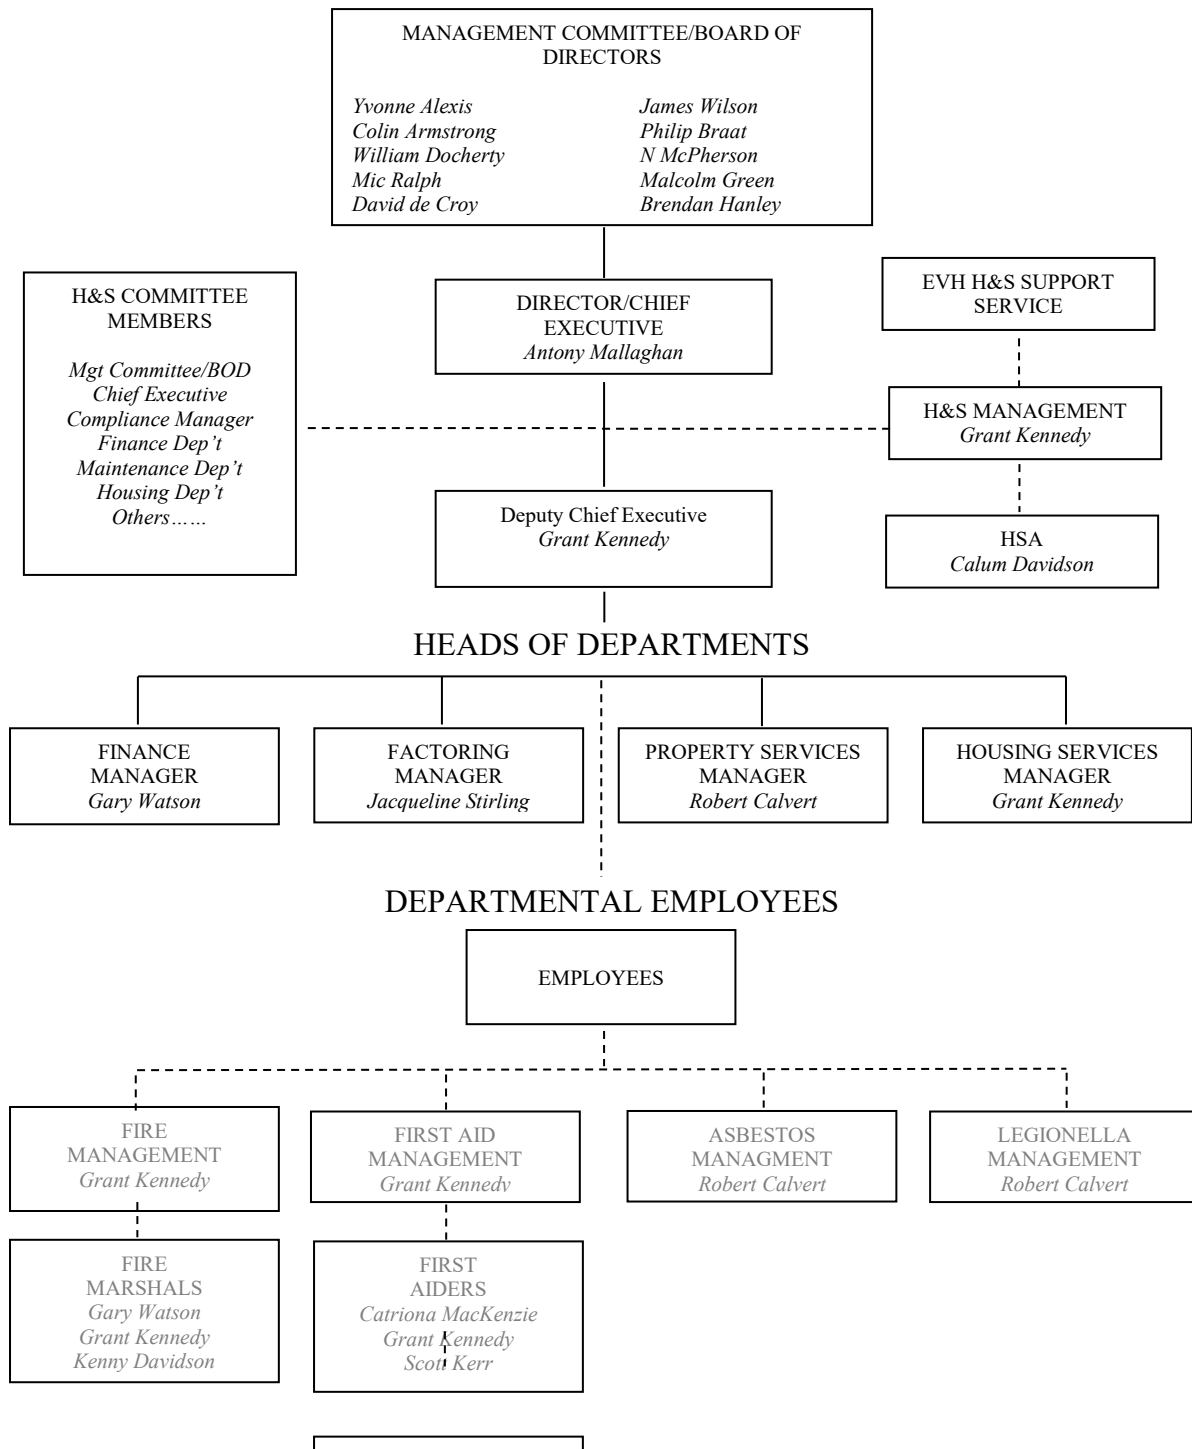 MANAGEMENT COMMITTEE/BOARD OF
DIRECTORS
Yvonne Alexis
Colin Armstrong
William Docherty
Mic Ralph
David de Croy
James Wilson
Philip Braat
N McPherson
Malcolm Green
Brendan Hanley
H&S COMMITTEE
MEMBERS
Mgt Committee/BOD
Chief Executive
Compliance Manager
Finance Dep’t
Maintenance Dep’t
Housing Dep’t
Others……
DIRECTOR/CHIEF
EXECUTIVE
Antony Mallaghan
EVH H&S SUPPORT
SERVICE
H&S MANAGEMENT
Grant Kennedy
Deputy Chief Executive
Grant Kennedy
HSA
Calum Davidson
HEADS OF DEPARTMENTS
FINANCE
MANAGER
Gary Watson
FACTORING
MANAGER
Jacqueline Stirling
PROPERTY SERVICES
MANAGER
Robert Calvert
HOUSING SERVICES
MANAGER
Grant Kennedy
DEPARTMENTAL EMPLOYEES
EMPLOYEES
FIRE
MANAGEMENT
Grant Kennedy
FIRST AID
MANAGEMENT
Grant Kennedy
ASBESTOS
MANAGMENT
Robert Calvert
LEGIONELLA
MANAGEMENT
Robert Calvert
FIRE
MARSHALS
Gary Watson
Grant Kennedy
Kenny Davidson
FIRST
AIDERS
Catriona MacKenzie
Grant Kennedy
Scott Kerr